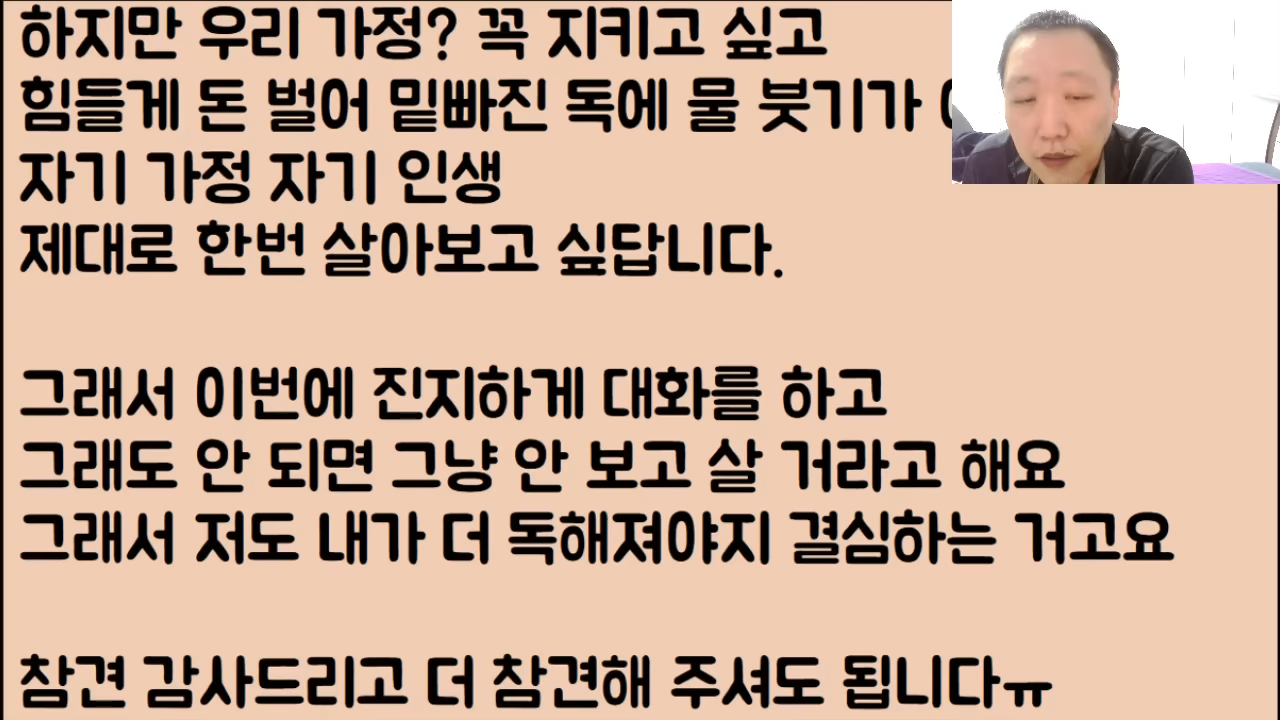 하지만 우리 가정? 꼭 지키고 싶고
힘들게 돈 벌어 밑빠진 독에 물 붓기가
자기 가정 자기 인생
제대로 한번 살아보고 싶답니다.
그래서 이번에 진지하게 대화를 하고
그래도 안 되면 그냥 안 보고 살 거라고 해요
그래서 저도 내가 더 독해져야지 결심하는 거고요
참견 감사드리고 더 참견해 주셔도 됩니다ㅠ